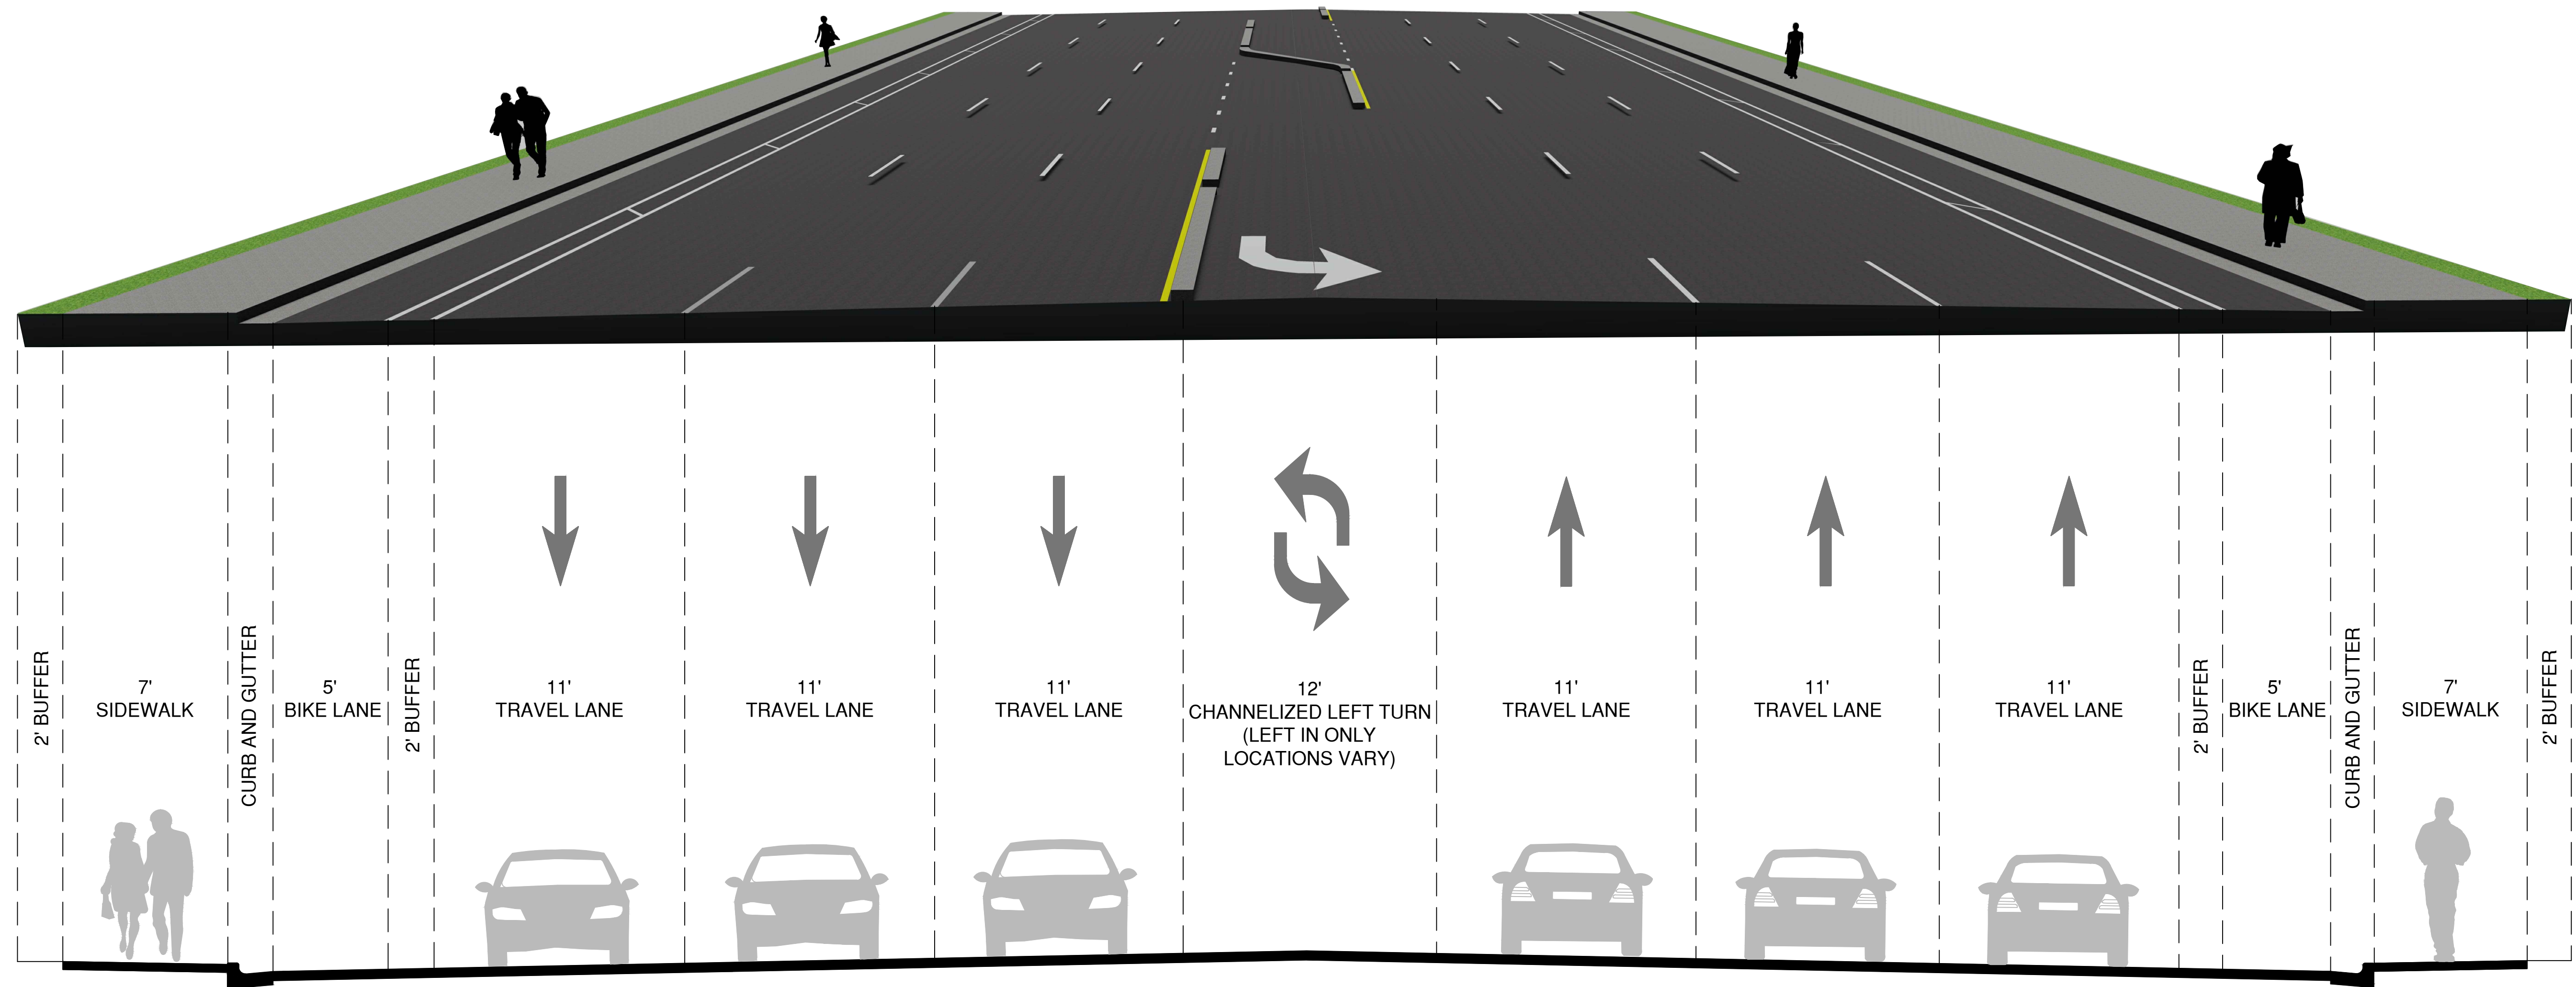 2' BUFFER
7'
SIDEWALK
CURB AND GUTTER
5'
BIKE LANE
2' BUFFER
11'
TRAVEL LANE
11'
TRAVEL LANE
11'
TRAVEL LANE
12'
CHANNELIZED LEFT TURN
(LEFT IN ONLY
LOCATIONS VARY)
11'
TRAVEL LANE
11'
TRAVEL LANE
11'
TRAVEL LANE
2' BUFFER
5'
BIKE LANE
CURB AND GUTTER
7'
SIDEWALK
2' BUFFER